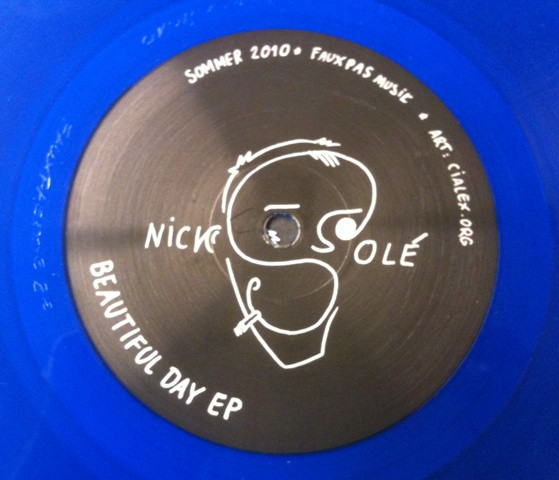 SOMMER 2010 • FAUXPAS MUSIC • ART: CIALEX.ORG
NICK SOLÉ
BEAUTIFUL DAY EP